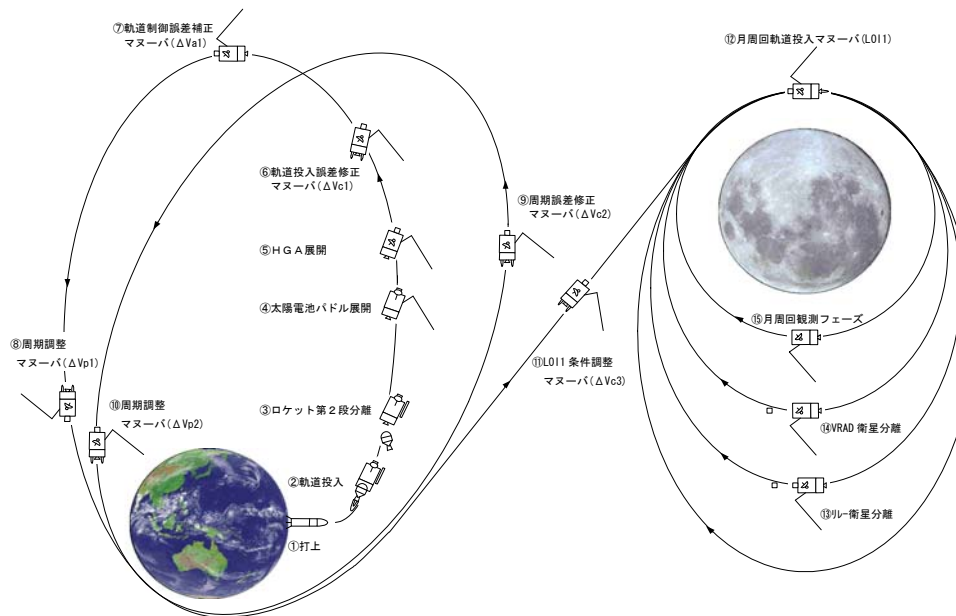 ①打上
②軌道投入
③ロケット第２段分離
④太陽電池パドル展開
⑤ＨＧＡ展開
⑥軌道投入誤差修正
マヌーバ(ΔVc1)
⑦軌道制御誤差補正
マヌーバ(ΔVa1)
⑧周期調整
マヌーバ(ΔVp1)
⑨周期誤差修正
マヌーバ(ΔVc2)
⑩周期調整
マヌーバ(ΔVp2)
⑪LOI1 条件調整
マヌーバ(ΔVc3)
⑫月周回軌道投入マヌーバ(LOI1)
⑬ﾘﾚｰ衛星分離
⑭VRAD 衛星分離
⑮月周回観測フェーズ